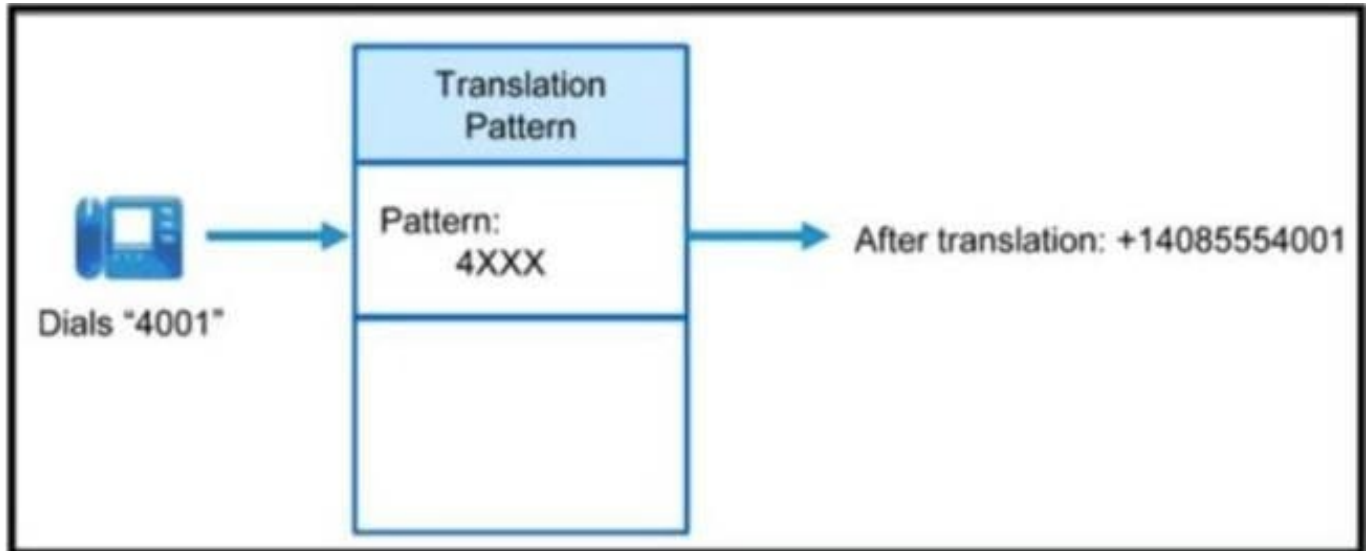 Translation
Pattern
Pattern:
4XXX
Dials "4001"
After translation: +14085554001